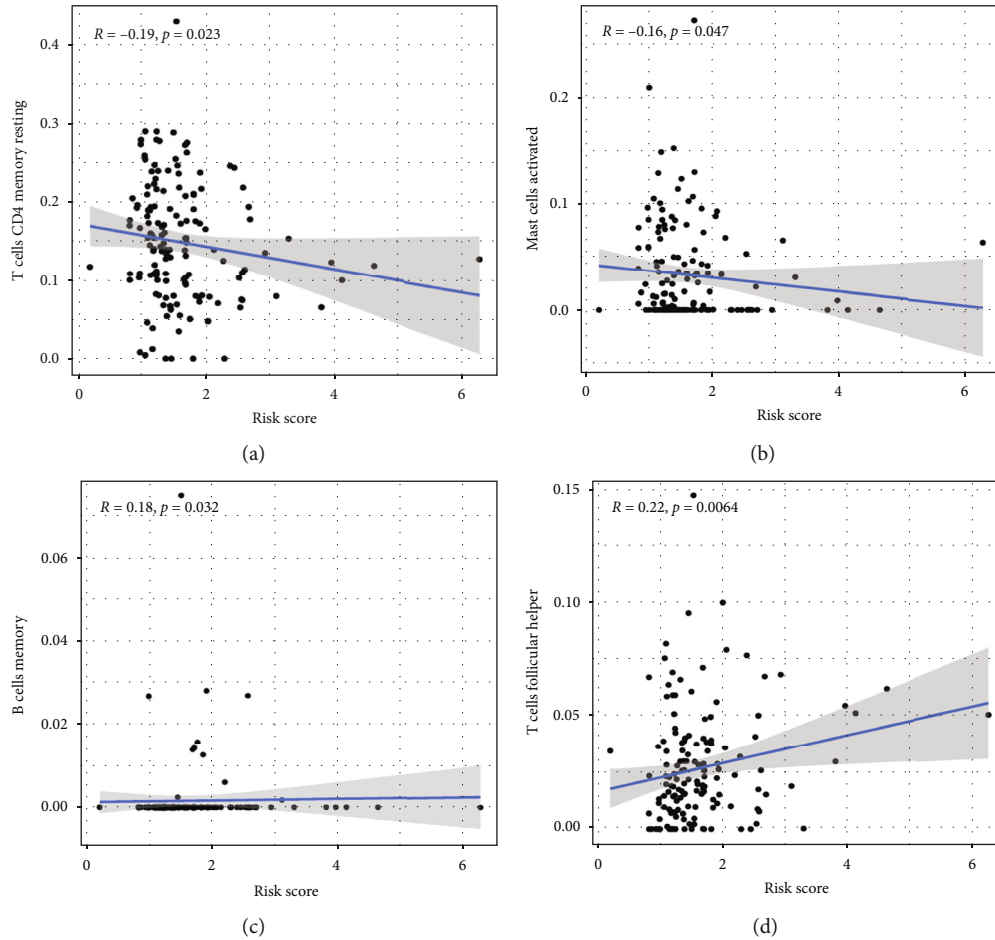 R = –0.19, p = 0.023
0.4
0.3
0.2
0.1
0.0
T cells CD4 memory resting
0 2 4 6
Risk score
(a)
R = –0.16, p = 0.047
0.2
0.1
0.0
Mast cells activated
0 2 4 6
Risk score
(b)
R = 0.18, p = 0.032
0.06
0.04
0.02
0.00
B cells memory
0 2 4 6
Risk score
(c)
0.15
R = 0.22, p = 0.0064
0.10
0.05
0.00
T cells follicular helper
0 2 4 6
Risk score
(d)